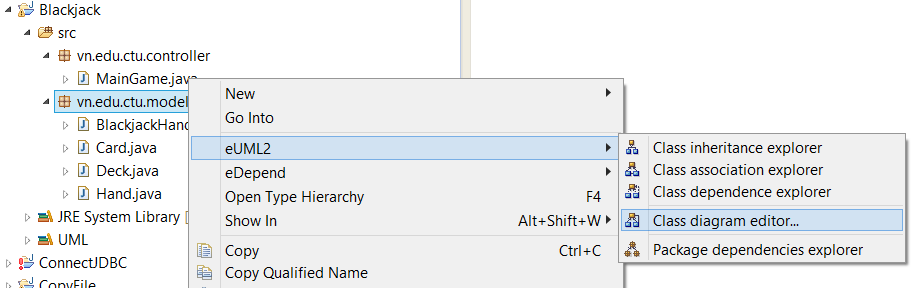 Blackjack
src
vn.edu.ctu.controller
MainGame.java
vn.edu.ctu.model
BlackjackHand
Card.java
Deck.java
Hand.java
JRE System Library [
UML
ConnectJDBC
CopyFile
New
Go Into
eUML2
eDepend
Open Type Hierarchy F4
Show In Alt+Shift+W
Copy Ctrl+C
Copy Qualified Name
Class inheritance explorer
Class association explorer
Class dependence explorer
Class diagram editor...
Package dependencies explorer